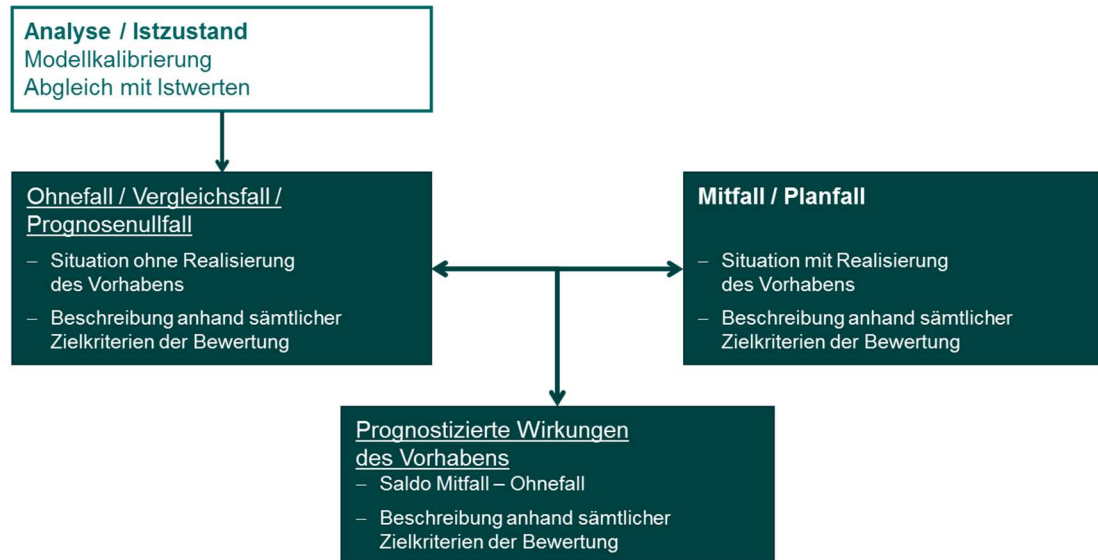 Analyse / Istzustand
Modellkalibrierung
Abgleich mit Istwerten
Ohnefall / Vergleichsfall /
Prognosenullfall
– Situation ohne Realisierung
des Vorhabens
– Beschreibung anhand sämtlicher
Zielkriterien der Bewertung
Mitfall / Planfall
– Situation mit Realisierung
des Vorhabens
– Beschreibung anhand sämtlicher
Zielkriterien der Bewertung
Prognostizierte Wirkungen
des Vorhabens
– Saldo Mitfall – Ohnefall
– Beschreibung anhand sämtlicher
Zielkriterien der Bewertung